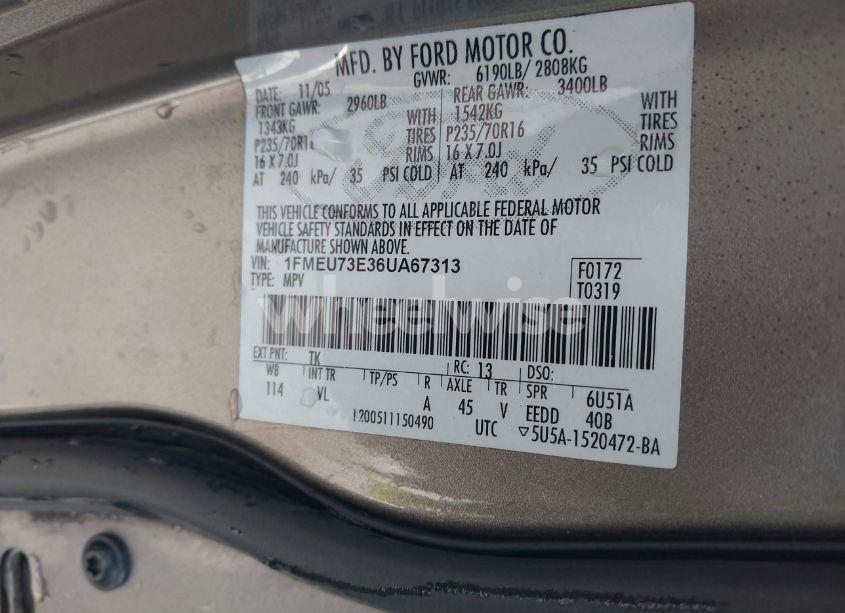 MFD. BY FORD MOTOR CO.
DATE: 11/05 GVWR: 6190LB/ 2808KG
FRONT GAWR: 2960LB REAR GAWR: 3400LB
1343KG WITH 1542KG WITH
P235/70R16 TIRES P235/70R16 TIRES
16 X 7.0J RIMS 16 X 7.0J RIMS
AT 240 kPa/ 35 PSI COLD AT 240 kPa/ 35 PSI COLD
THIS VEHICLE CONFORMS TO ALL APPLICABLE FEDERAL MOTOR
VEHICLE SAFETY STANDARDS IN EFFECT ON THE DATE OF
MANUFACTURE SHOWN ABOVE.
VIN: 1FMEU73E36UA67313 F0172
TYPE: MPV T0319
wheelwise
EXT PNT: TK RC: 13 DSO:
WB INT TR TP/PS R AXLE TR SPR 6U51A
114 VL A 45 V EEDD 40B
1200511150490 UTC ▽5U5A-1520472-BA